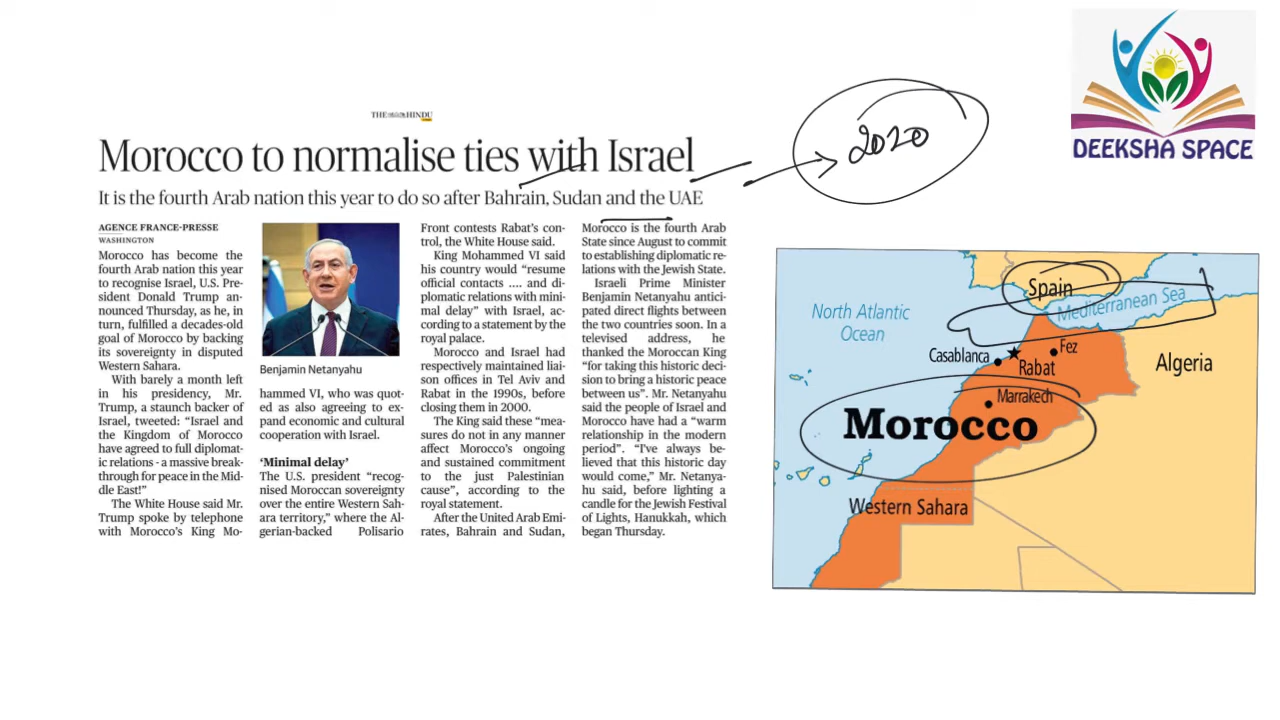 THE HINDU
Morocco to normalise ties with Israel
It is the fourth Arab nation this year to do so after Bahrain, Sudan and the UAE
AGENCE FRANCE-PRESSE
WASHINGTON
Morocco has become the
fourth Arab nation this year
to recognise Israel, U.S. Pre-
sident Donald Trump an-
nounced Thursday, as he, in
turn, fulfilled a decades-old
goal of Morocco by backing
its sovereignty in disputed
Western Sahara.
With barely a month left
in his presidency, Mr.
Trump, a staunch backer of
Israel, tweeted: “Israel and
the Kingdom of Morocco
have agreed to full diplomat-
ic relations - a massive break-
through for peace in the Mid-
dle East!”
The White House said Mr.
Trump spoke by telephone
with Morocco's King Mo-
Benjamin Netanyahu
hammed VI, who was quot-
ed as also agreeing to ex-
pand economic and cultural
cooperation with Israel.
‘Minimal delay’
The U.S. president “recog-
nised Moroccan sovereignty
over the entire Western Sah-
ara territory,” where the Al-
gerian-backed Polisario
Front contests Rabat's con-
trol, the White House said.
King Mohammed VI said
his country would “resume
official contacts .... and di-
plomatic relations with mini-
mal delay” with Israel, ac-
cording to a statement by the
royal palace.
Morocco and Israel had
respectively maintained liai-
son offices in Tel Aviv and
Rabat in the 1990s, before
closing them in 2000.
The King said these “mea-
sures do not in any manner
affect Morocco's ongoing
and sustained commitment
to the just Palestinian
cause”, according to the
royal statement.
After the United Arab Emi-
rates, Bahrain and Sudan,
Morocco is the fourth Arab
State since August to commit
to establishing diplomatic re-
lations with the Jewish State.
Israeli Prime Minister
Benjamin Netanyahu antici-
pated direct flights between
the two countries soon. In a
televised address, he
thanked the Moroccan King
“for taking this historic deci-
sion to bring a historic peace
between us”. Mr. Netanyahu
said the people of Israel and
Morocco have had a “warm
relationship in the modern
period”. “I've always be-
lieved that this historic day
would come,” Mr. Netanya-
hu said, before lighting a
candle for the Jewish Festival
of Lights, Hanukkah, which
began Thursday.
2020
DEEKSHA SPACE
Spain
Mediterranean Sea
North Atlantic
Ocean
Casablanca
Fez
Rabat
Algeria
Marrakech
Morocco
Western Sahara